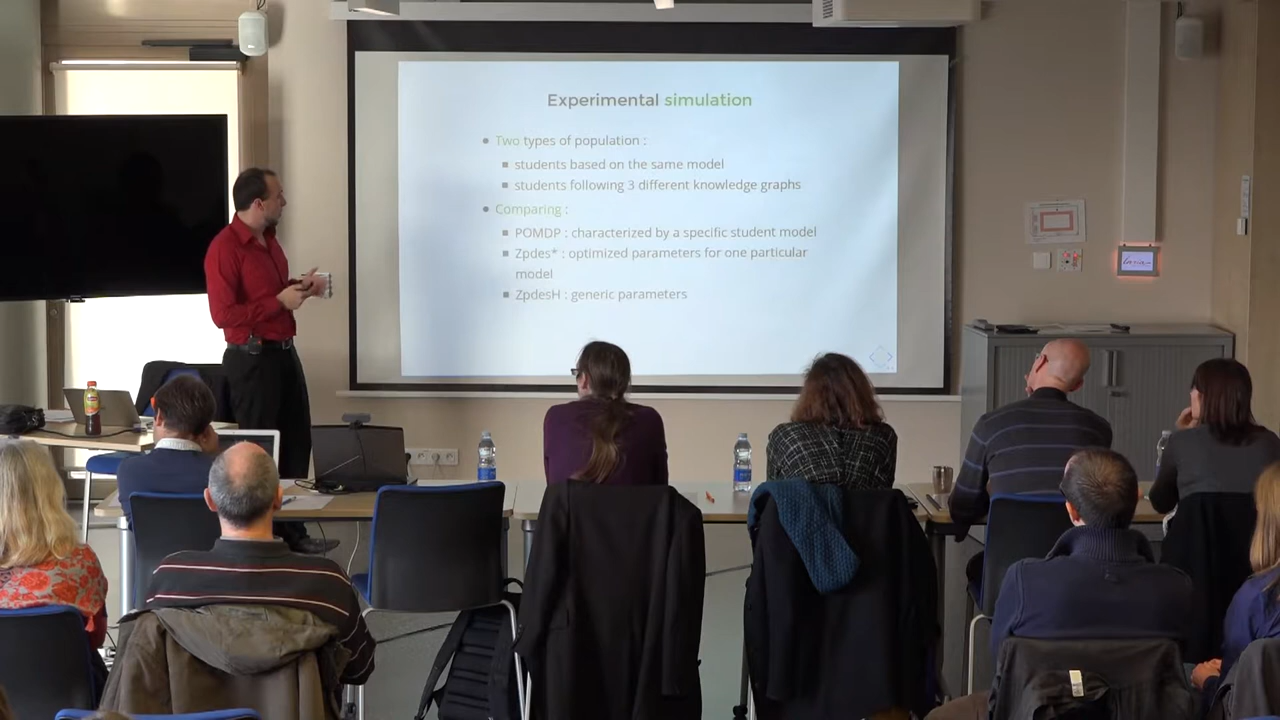 Experimental simulation
Two types of population :
students based on the same model
students following 3 different knowledge graphs
Comparing :
POMDP : characterized by a specific student model
Zpdes* : optimized parameters for one particular
model
ZpdesH : generic parameters